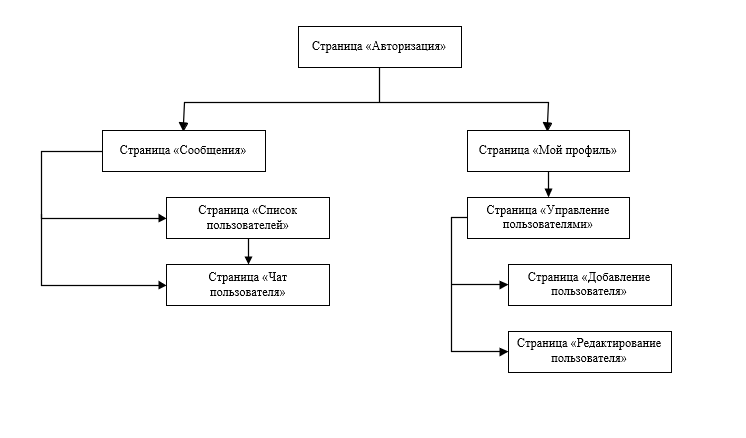 Страница «Авторизация»
Страница «Сообщения»
Страница «Мой профиль»
Страница «Список
пользователей»
Страница «Управление
пользователями»
Страница «Чат
пользователя»
Страница «Добавление
пользователя»
Страница «Редактирование
пользователя»